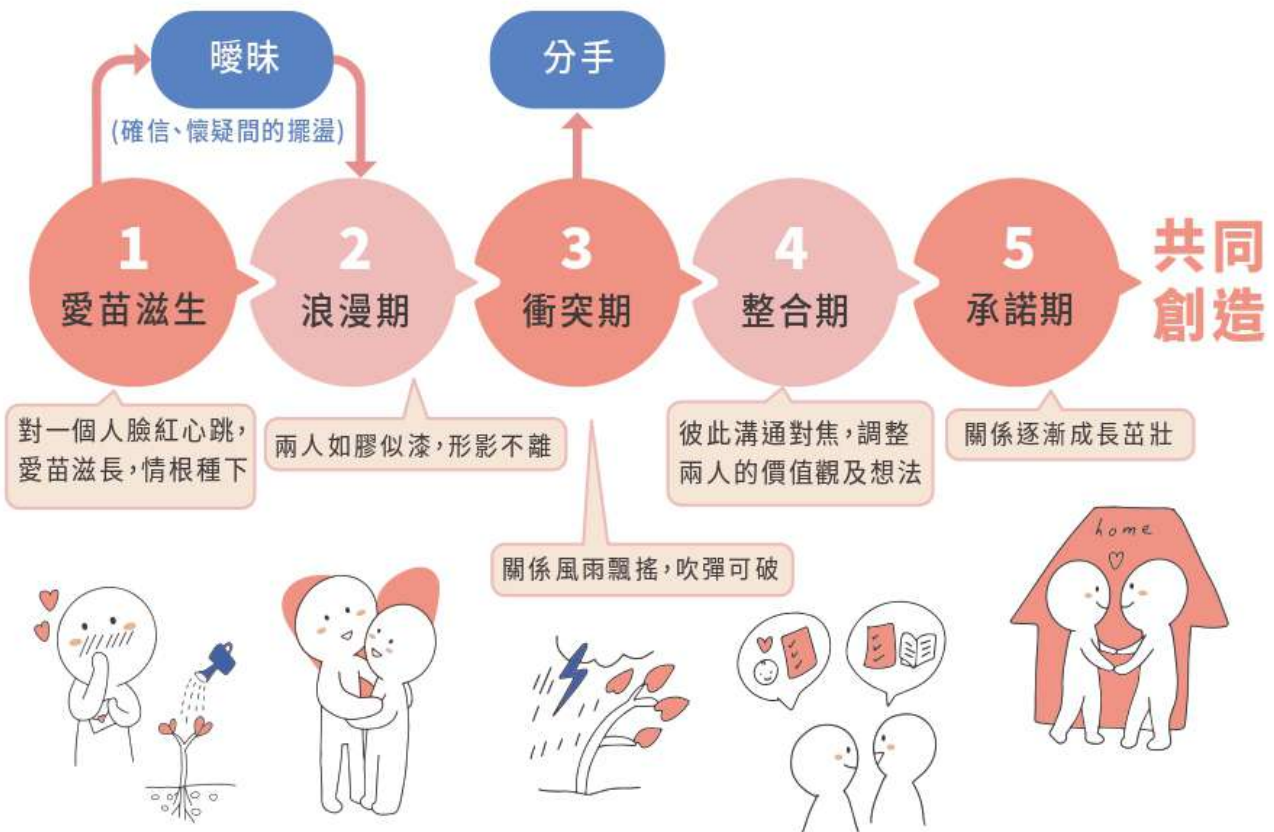 曖昧
(確信、懷疑間的擺盪)
分手
1
愛苗滋生
2
浪漫期
3
衝突期
4
整合期
5
承諾期
共同
創造
對一個人臉紅心跳,
愛苗滋長,情根種下
兩人如膠似漆,形影不離
關係風雨飄搖,吹彈可破
彼此溝通對焦,調整
兩人的價值觀及想法
關係逐漸成長茁壯
home